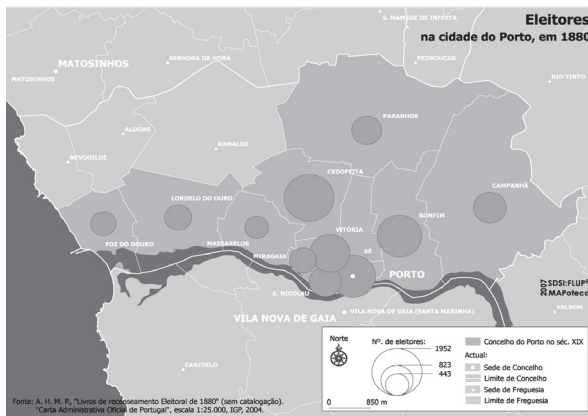 Eleitores
na cidade do Porto, em 1880
S. MAMEDE DE INFESTA
MATOSINHOS
SENHORA DA HORA
PEDROUÇOS
MATOSINHOS
RIO TINTO
PARANHOS
ALDOAR
RAMALDE
NEVOGILDE
CEDOFEITA
CAMPANHÃ
LORDELO DO OURO
BONFIM
VITÓRIA
FOZ DO DOURO
MASSARELOS
SÉ
MIRAGAIA
PORTO
S. NICOLAU
VILA NOVA DE GAIA (SANTA MARINHA)
VILA NOVA DE GAIA
VALBOM
2007 SDSI:FLUP©
MAPoteca
CANIDELO
Norte
Nº. de eleitores:
1952
823
443
0 850 m
Concelho do Porto no séc. XIX
Actual:
Sede de Concelho
Limite de Concelho
Sede de Freguesia
Limite de Freguesia
Fonte: A. H. M. P., "Livros de recenseamento Eleitoral de 1880" (sem catalogação).
"Carta Administrativa Oficial de Portugal", escala 1:25.000, IGP, 2004.